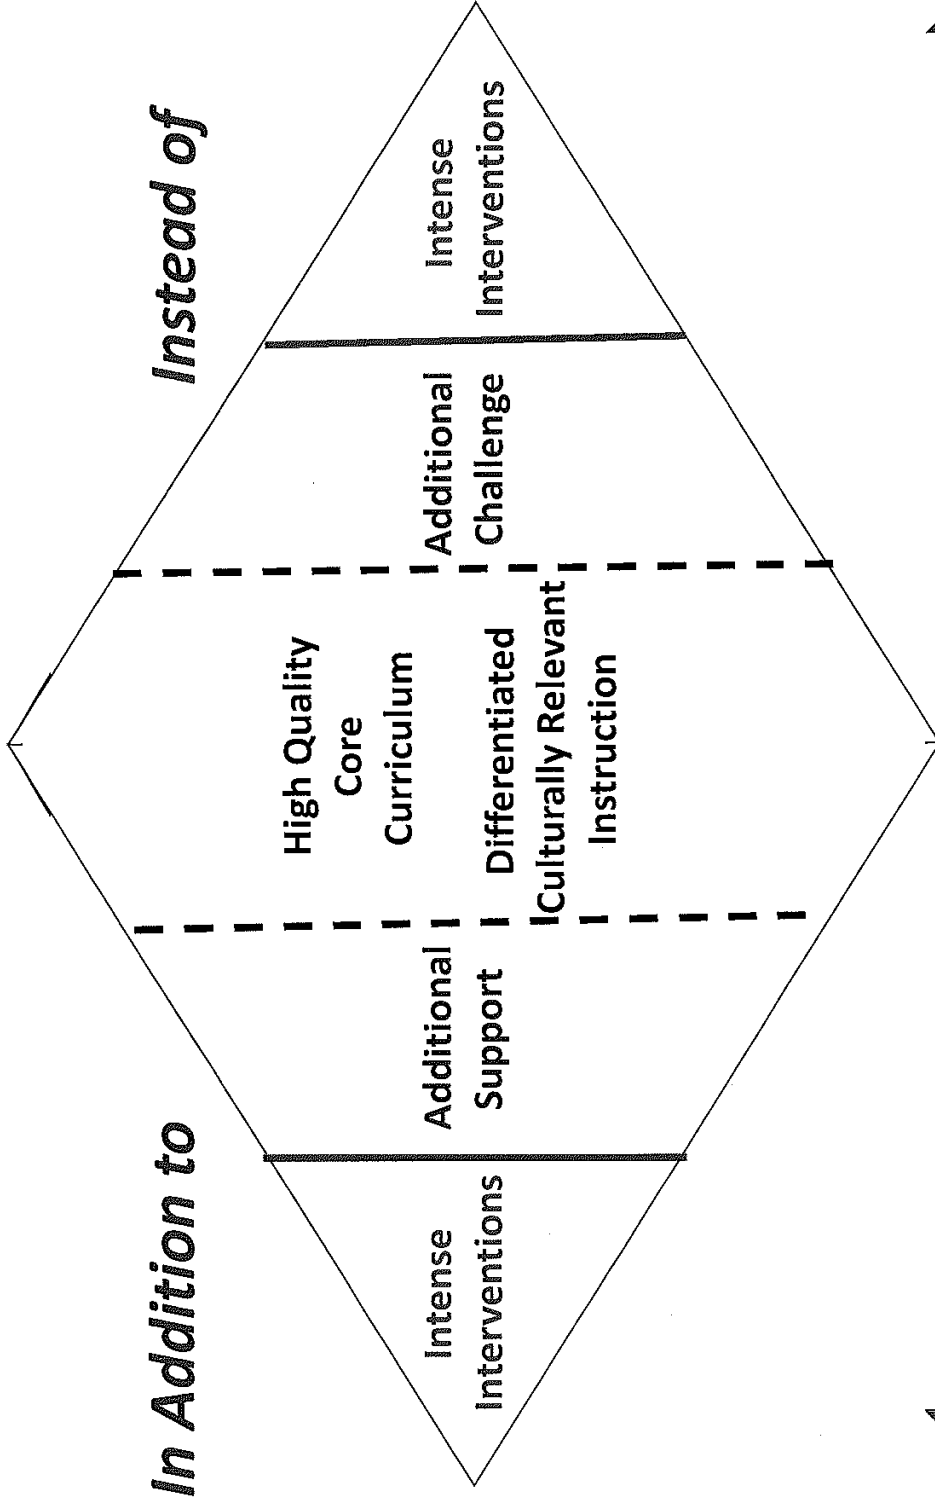 In Addition to
Instead of
Intense
Interventions
Additional
Support
High Quality
Core
Curriculum
Differentiated
Culturally Relevant
Instruction
Additional
Challenge
Intense
Interventions